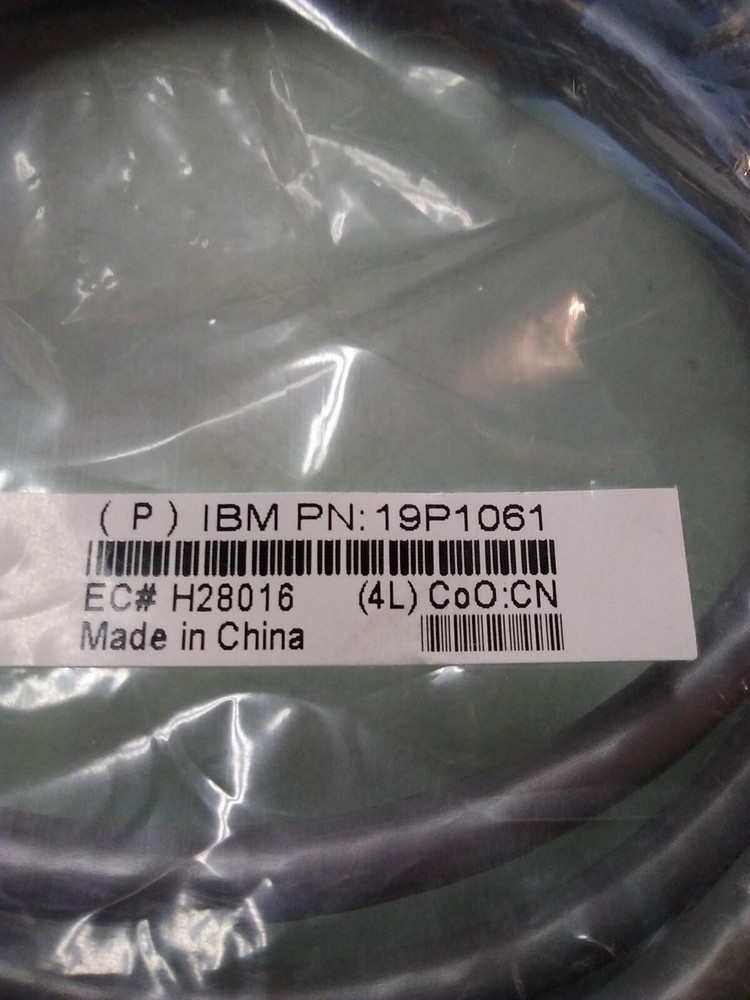 ( P ) IBM PN: 19P1061
EC# H28016 (4L) CoO:CN
Made in China